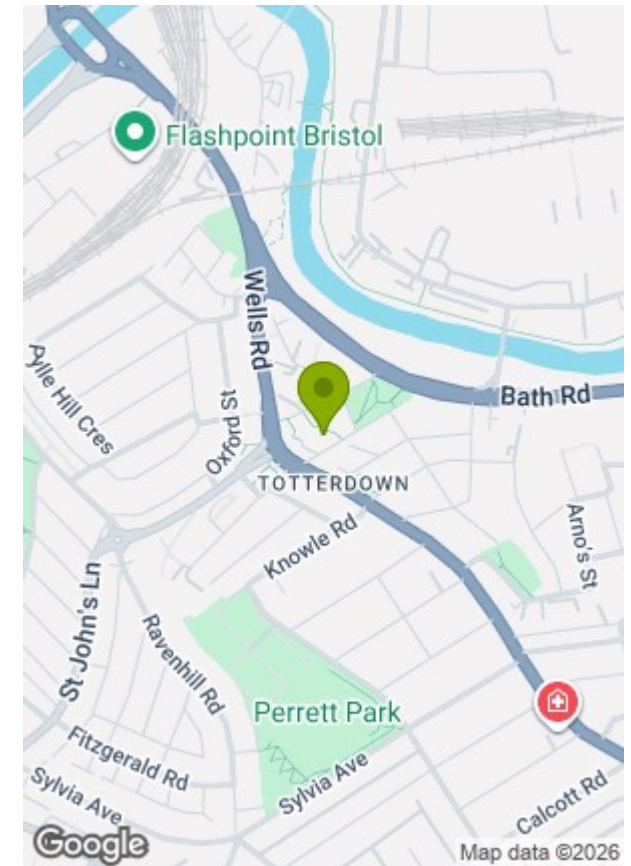 Flashpoint Bristol
Wells Rd
Bath Rd
Pylle Hill Cres
Oxford St
TOTTERDOWN
Knowle Rd
Arno's St
St John's Ln
Ravenhill Rd
Perrett Park
Fitzgerald Rd
Sylvia Ave
Sylvia Ave
Calcott Rd
Google
Map data ©2026